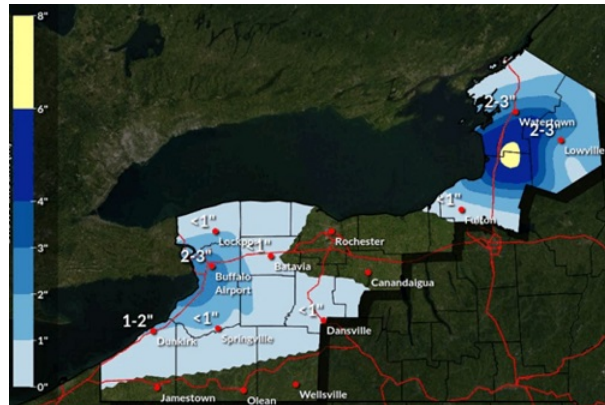 8"
6"
4"
3"
2"
1"
0"
2-3"
Watertown
2-3"
Lowville
<1"
Fulton
<1"
Lockport
<1"
Rochester
2-3"
Batavia
Buffalo
Airport
Canandaigua
1-2"
<1"
<1"
Dansville
Dunkirk
Springville
Jamestown
Olean
Wellsville